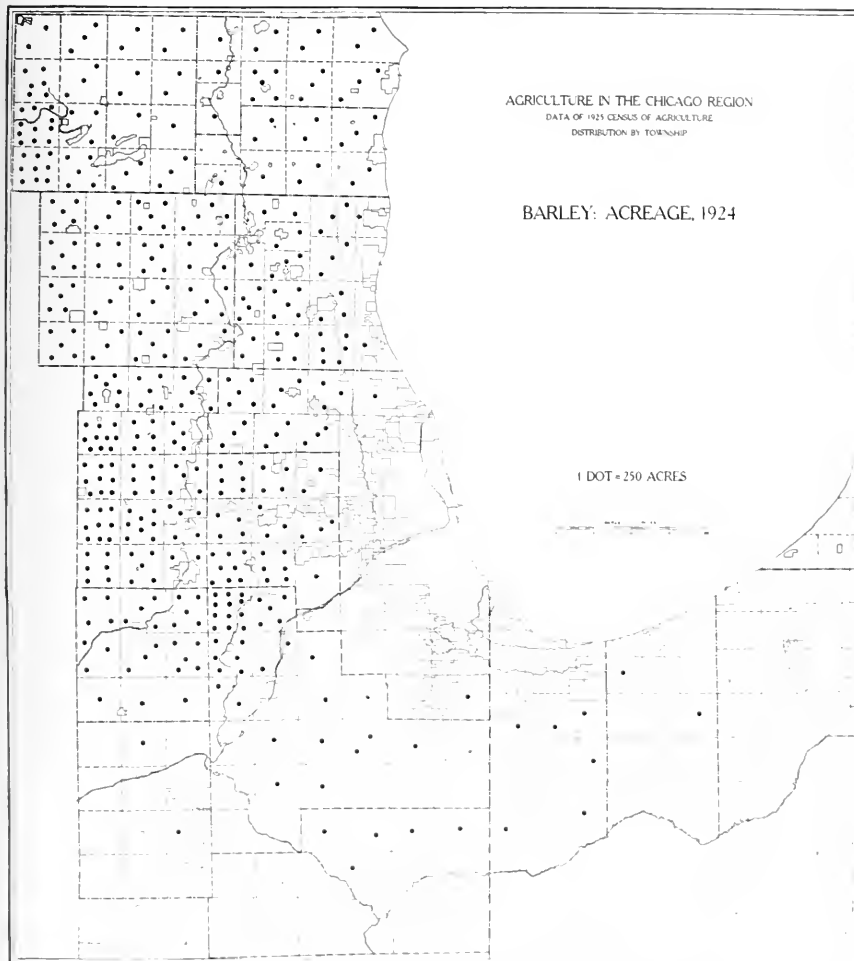 AGRICULTURE IN THE CHICAGO REGION
DATA OF 1925 CENSUS OF AGRICULTURE
DISTRIBUTION BY TOWNSHIP
BARLEY: ACREAGE, 1924
1 DOT = 250 ACRES